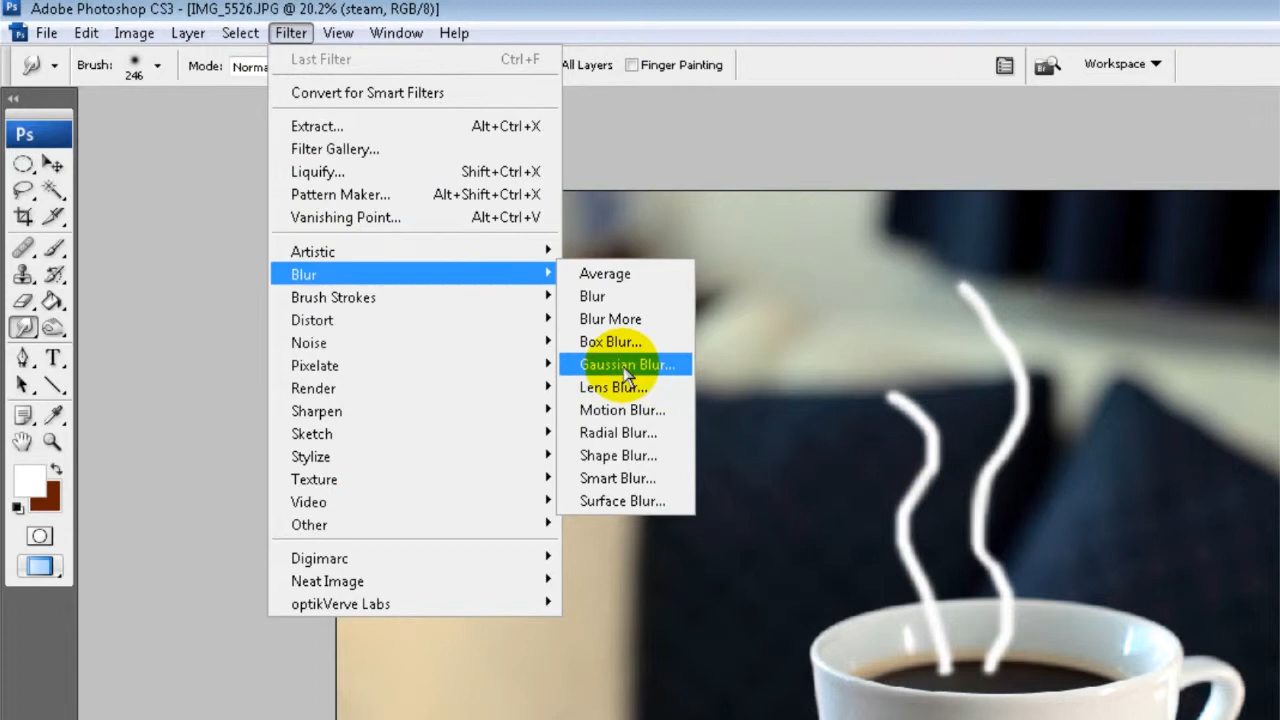 Adobe Photoshop CS3 - [IMG_5526.JPG @ 20.2% (steam, RGB/8)]
File Edit Image Layer Select Filter View Window Help
Brush: 246 Mode: Norma All Layers Finger Painting Workspace
Last Filter Ctrl+F
Convert for Smart Filters
Extract... Alt+Ctrl+X
Filter Gallery...
Liquify... Shift+Ctrl+X
Pattern Maker... Alt+Shift+Ctrl+X
Vanishing Point... Alt+Ctrl+V
Artistic
Blur
Brush Strokes
Distort
Noise
Pixelate
Render
Sharpen
Sketch
Stylize
Texture
Video
Other
Digimarc
Neat Image
optikVerve Labs
Average
Blur
Blur More
Box Blur...
Gaussian Blur...
Lens Blur...
Motion Blur...
Radial Blur...
Shape Blur...
Smart Blur...
Surface Blur...
Ps